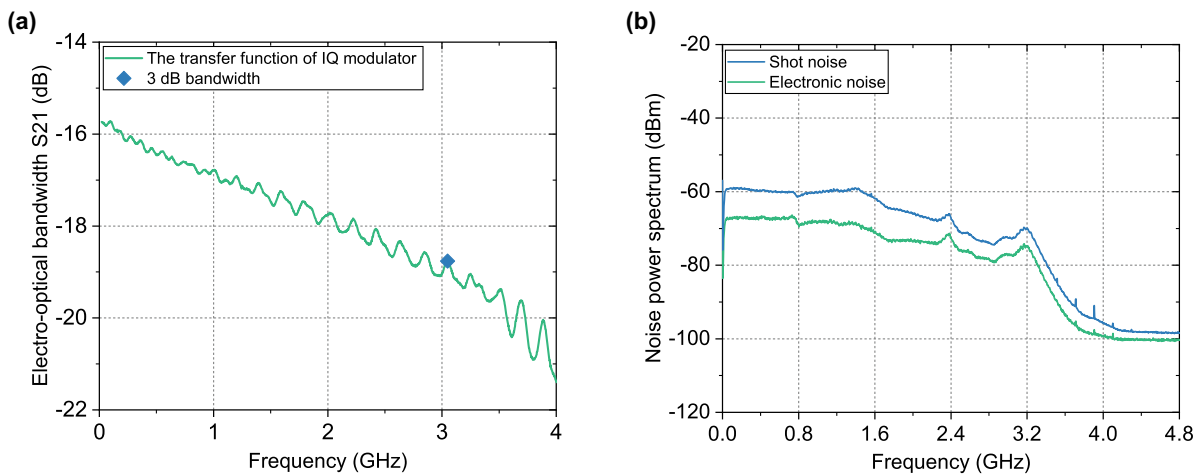 (a)
Electro-optical bandwidth S21 (dB)
-14
-16
-18
-20
-22
The transfer function of IQ modulator
3 dB bandwidth
0 1 2 3 4
Frequency (GHz)
(b)
Noise power spectrum (dBm)
-20
-40
-60
-80
-100
-120
Shot noise
Electronic noise
0.0 0.8 1.6 2.4 3.2 4.0 4.8
Frequency (GHz)